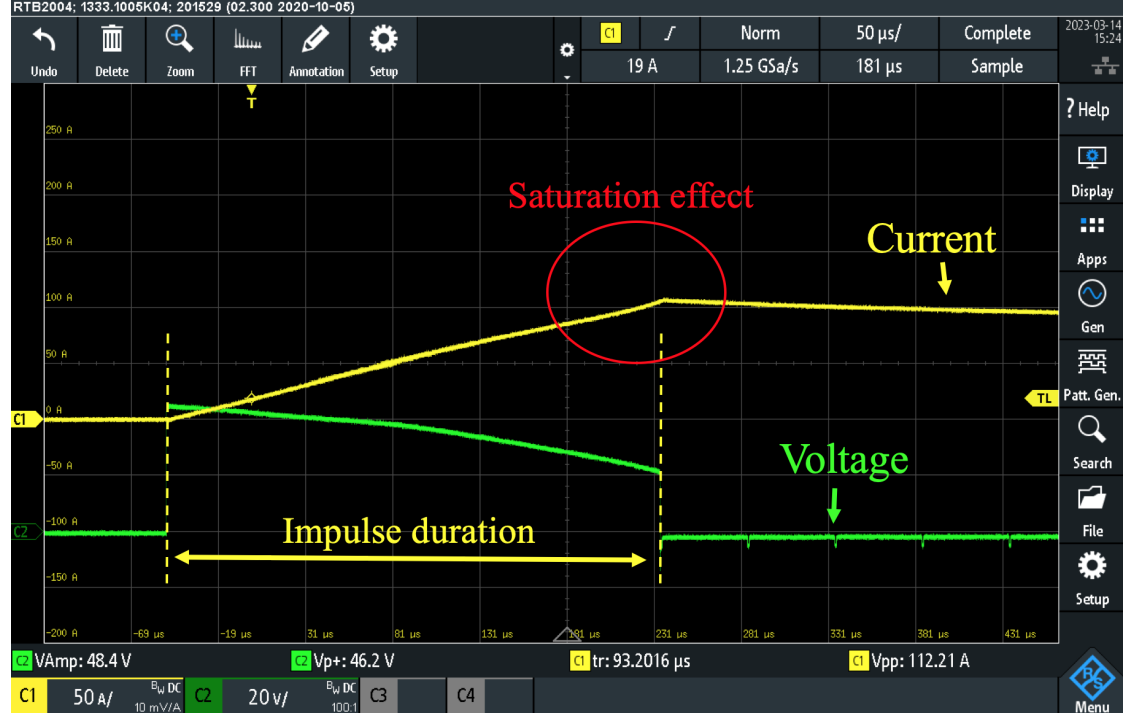 RTB2004; 1333.1005K04; 201529 (02.300 2020-10-05)
Undo
Delete
Zoom
FFT
Annotation
Setup
C1
Norm
50 µs/
Complete
19 A
1.25 GSa/s
181 µs
Sample
2023-03-14
15:24
T
250 A
200 A
150 A
100 A
50 A
0 A
-50 A
-100 A
-150 A
-200 A
C1
C2
TL
Saturation effect
Current
Voltage
Impulse duration
-69 µs
-19 µs
31 µs
81 µs
131 µs
181 µs
231 µs
281 µs
331 µs
381 µs
431 µs
? Help
Display
Apps
Gen
Patt. Gen.
Search
File
Setup
Menu
C2 VAmp: 48.4 V
C2 Vp+: 46.2 V
C1 tr: 93.2016 µs
C1 Vpp: 112.21 A
C1 50 A/ BW DC 10 mV/A
C2 20 V/ BW DC 100:1
C3
C4
R&S